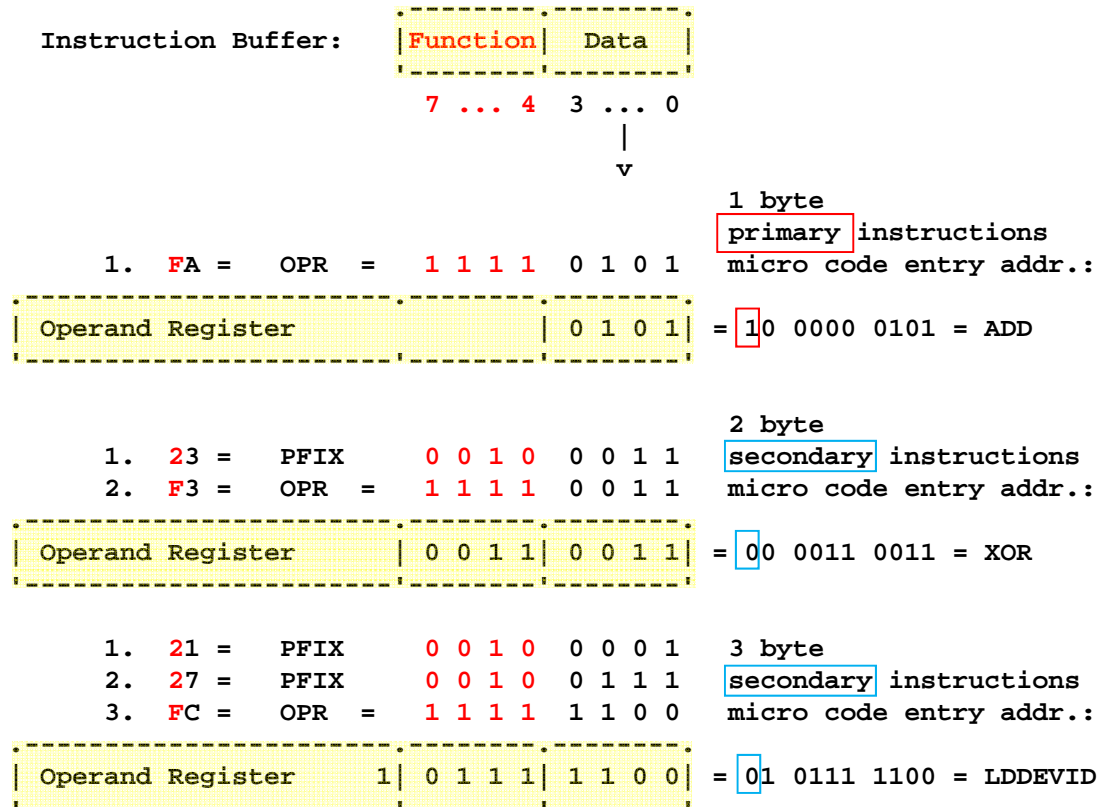 Instruction Buffer: |Function| Data |
7 ... 4 3 ... 0
|
v
1 byte
primary instructions
1. FA = OPR = 1 1 1 1 0 1 0 1 micro code entry addr.:
| Operand Register | 0 1 0 1| = 10 0000 0101 = ADD
2 byte
1. 23 = PFIX 0 0 1 0 0 0 1 1 secondary instructions
2. F3 = OPR = 1 1 1 1 0 0 1 1 micro code entry addr.:
| Operand Register | 0 0 1 1| 0 0 1 1| = 00 0011 0011 = XOR
1. 21 = PFIX 0 0 1 0 0 0 0 1 3 byte
2. 27 = PFIX 0 0 1 0 0 1 1 1 secondary instructions
3. FC = OPR = 1 1 1 1 1 1 0 0 micro code entry addr.:
| Operand Register 1| 0 1 1 1| 1 1 0 0| = 01 0111 1100 = LDDEVID